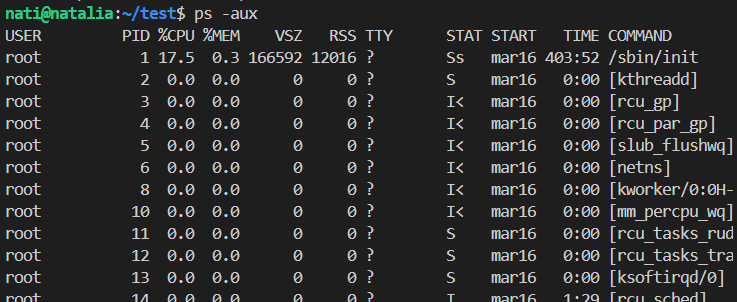 nati@natalia:~/test$ ps -aux
USER PID %CPU %MEM VSZ RSS TTY STAT START TIME COMMAND
root 1 17.5 0.3 166592 12016 ? Ss mar16 403:52 /sbin/init
root 2 0.0 0.0 0 0 ? S mar16 0:00 [kthreadd]
root 3 0.0 0.0 0 0 ? I< mar16 0:00 [rcu_gp]
root 4 0.0 0.0 0 0 ? I< mar16 0:00 [rcu_par_gp]
root 5 0.0 0.0 0 0 ? I< mar16 0:00 [slub_flushwq]
root 6 0.0 0.0 0 0 ? I< mar16 0:00 [netns]
root 8 0.0 0.0 0 0 ? I< mar16 0:00 [kworker/0:0H-
root 10 0.0 0.0 0 0 ? I< mar16 0:00 [mm_percpu_wq]
root 11 0.0 0.0 0 0 ? S mar16 0:00 [rcu_tasks_rud
root 12 0.0 0.0 0 0 ? S mar16 0:00 [rcu_tasks_tra
root 13 0.0 0.0 0 0 ? S mar16 0:00 [ksoftirqd/0]
root 14 0.0 0.0 0 0 ? I mar16 1:29 [rcu_sched]